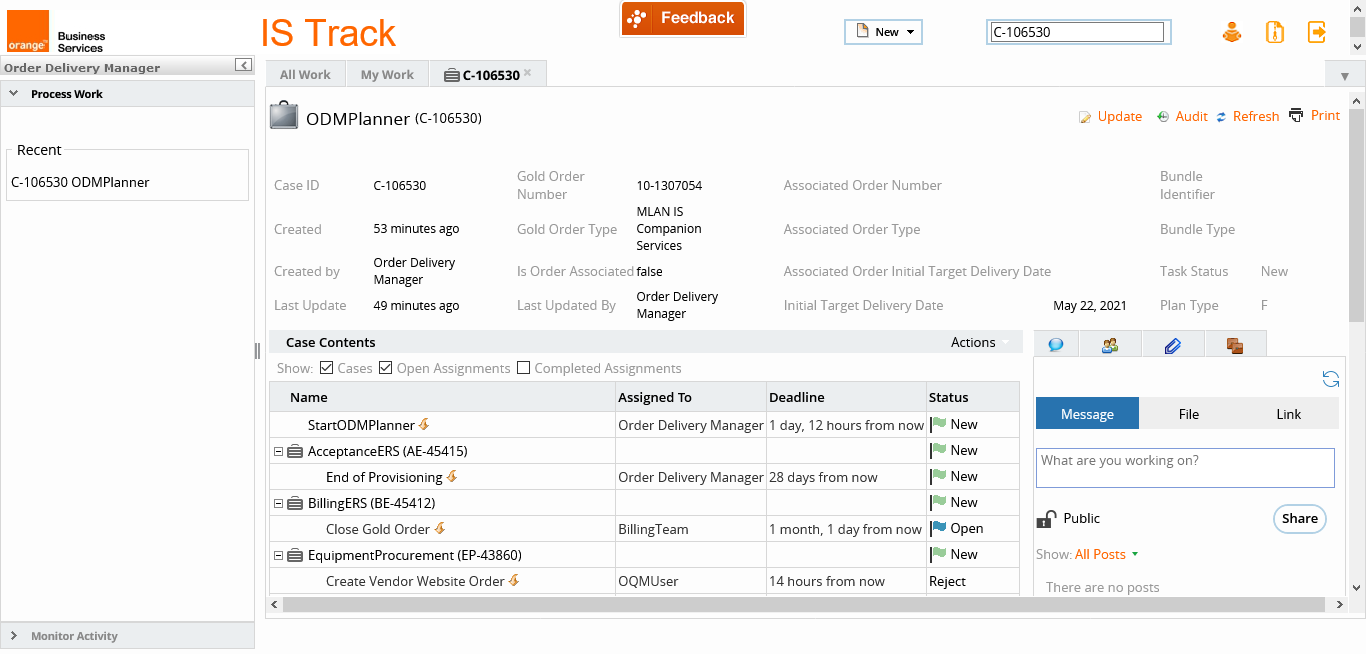 orange™
Business
Services
IS Track
Feedback
New
C-106530
Order Delivery Manager
All Work
My Work
C-106530
Process Work
ODMPlanner (C-106530)
Update
Audit
Refresh
Print
Recent
C-106530 ODMPlanner
Case ID
C-106530
Gold Order
Number
10-1307054
Associated Order Number
Bundle
Identifier
Created
53 minutes ago
Gold Order Type
MLAN IS
Companion
Services
Associated Order Type
Bundle Type
Created by
Order Delivery
Manager
Is Order Associated
false
Associated Order Initial Target Delivery Date
Task Status
New
Last Update
49 minutes ago
Last Updated By
Order Delivery
Manager
Initial Target Delivery Date
May 22, 2021
Plan Type
F
Case Contents
Actions
Show: Cases Open Assignments Completed Assignments
Name Assigned To Deadline Status
StartODMPlanner Order Delivery Manager 1 day, 12 hours from now New
AcceptanceERS (AE-45415) New
End of Provisioning Order Delivery Manager 28 days from now New
BillingERS (BE-45412) New
Close Gold Order BillingTeam 1 month, 1 day from now Open
EquipmentProcurement (EP-43860) New
Create Vendor Website Order OQMUser 14 hours from now Reject
Message File Link
What are you working on?
Public
Share
Show: All Posts
There are no posts
Monitor Activity